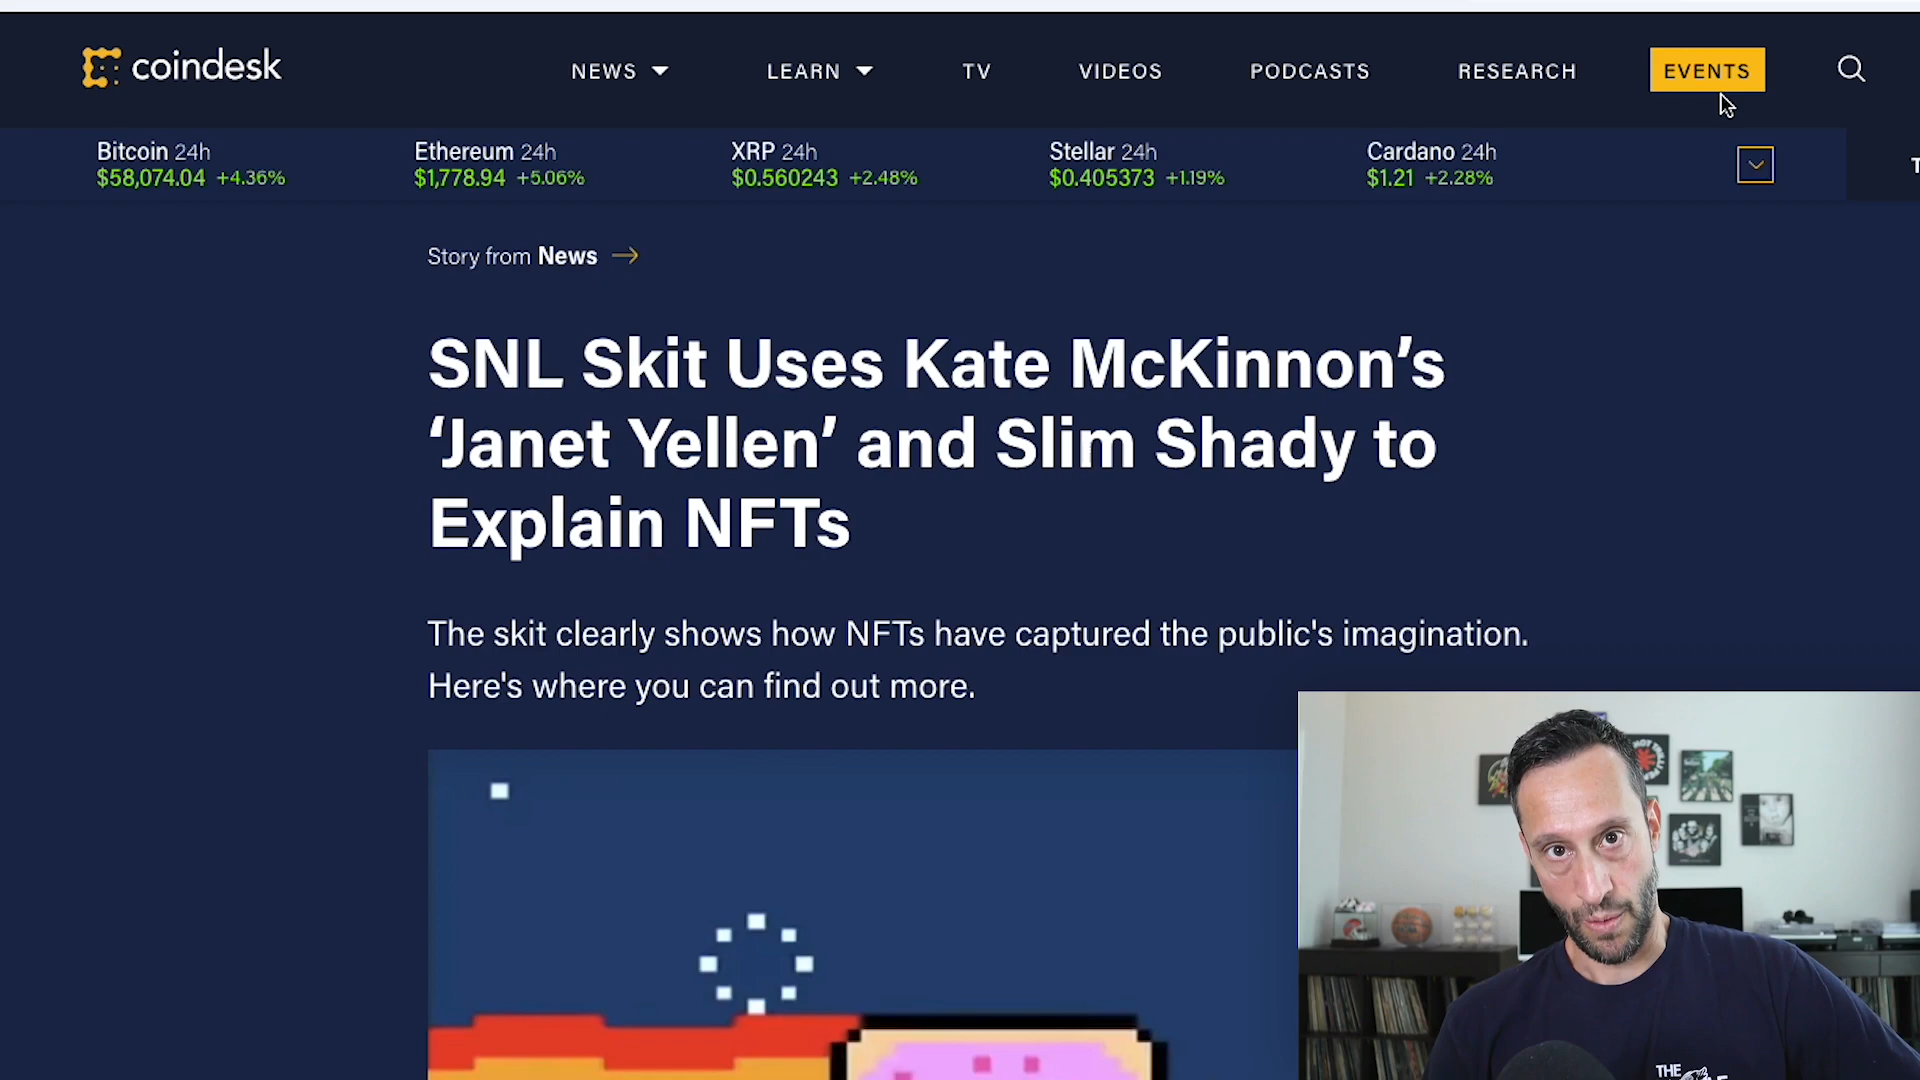 coindesk
NEWS
LEARN
TV
VIDEOS
PODCASTS
RESEARCH
EVENTS
Bitcoin 24h
$58,074.04 +4.36%
Ethereum 24h
$1,778.94 +5.06%
XRP 24h
$0.560243 +2.48%
Stellar 24h
$0.405373 +1.19%
Cardano 24h
$1.21 +2.28%
Story from News
SNL Skit Uses Kate McKinnon’s
‘Janet Yellen’ and Slim Shady to
Explain NFTs
The skit clearly shows how NFTs have captured the public's imagination.
Here's where you can find out more.
THE